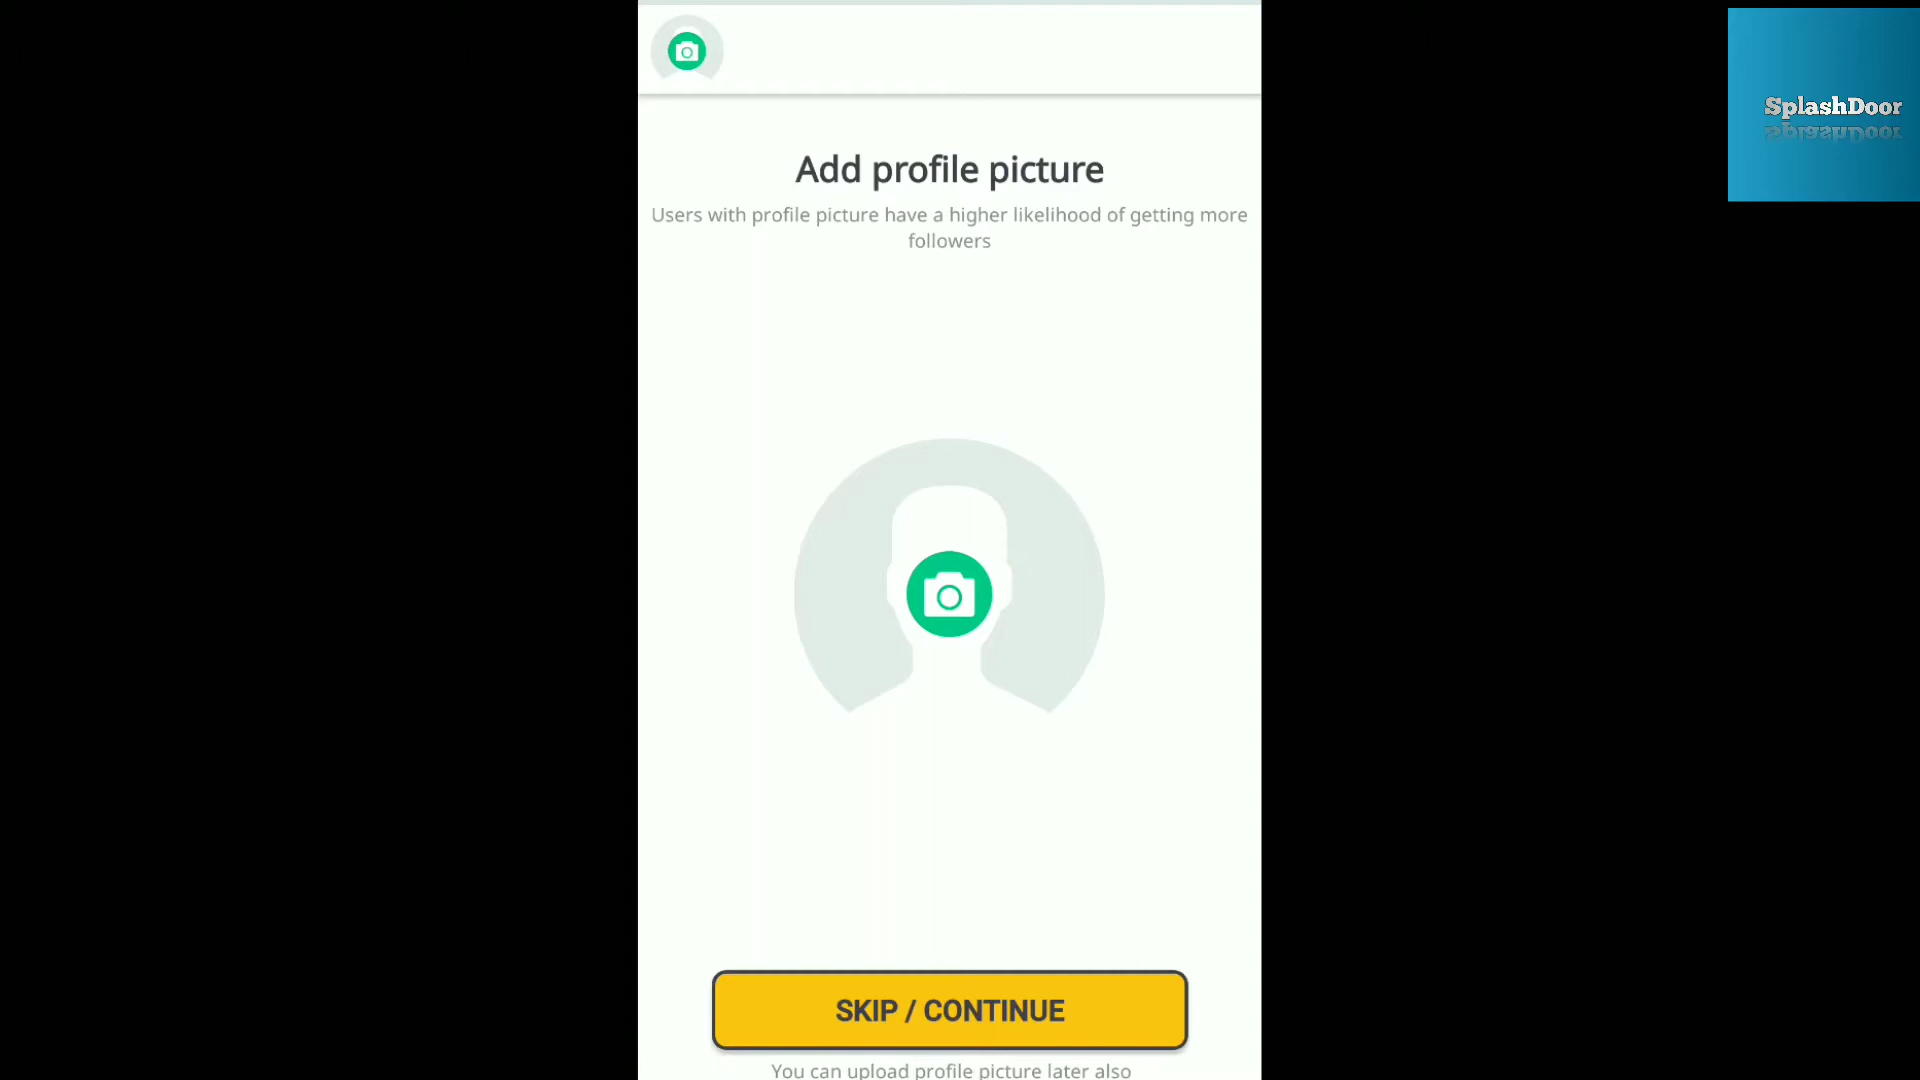 SplashDoor
Add profile picture
Users with profile picture have a higher likelihood of getting more
followers
SKIP / CONTINUE
You can upload profile picture later also